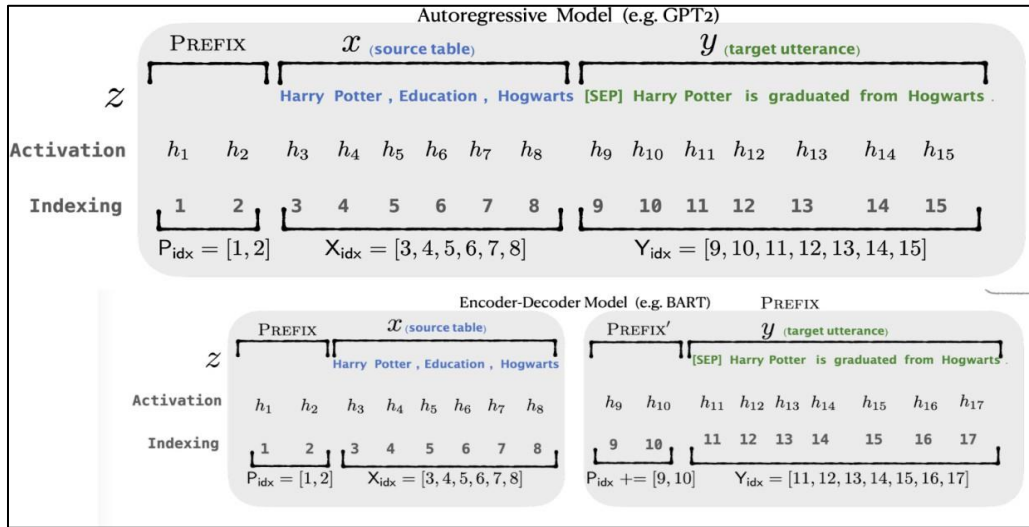 Autoregressive Model (e.g. GPT2)
PREFIX x (source table) y (target utterance)
z Harry Potter , Education , Hogwarts [SEP] Harry Potter is graduated from Hogwarts .
Activation h₁ h₂ h₃ h₄ h₅ h₆ h₇ h₈ h₉ h₁₀ h₁₁ h₁₂ h₁₃ h₁₄ h₁₅
Indexing 1 2 3 4 5 6 7 8 9 10 11 12 13 14 15
P_idx = [1, 2] X_idx = [3, 4, 5, 6, 7, 8] Y_idx = [9, 10, 11, 12, 13, 14, 15]
Encoder-Decoder Model (e.g. BART) PREFIX
PREFIX x (source table) PREFIX′ y (target utterance)
z Harry Potter , Education , Hogwarts [SEP] Harry Potter is graduated from Hogwarts .
Activation h₁ h₂ h₃ h₄ h₅ h₆ h₇ h₈ h₉ h₁₀ h₁₁ h₁₂ h₁₃ h₁₄ h₁₅ h₁₆ h₁₇
Indexing 1 2 3 4 5 6 7 8 9 10 11 12 13 14 15 16 17
P_idx = [1, 2] X_idx = [3, 4, 5, 6, 7, 8] P_idx += [9, 10] Y_idx = [11, 12, 13, 14, 15, 16, 17]